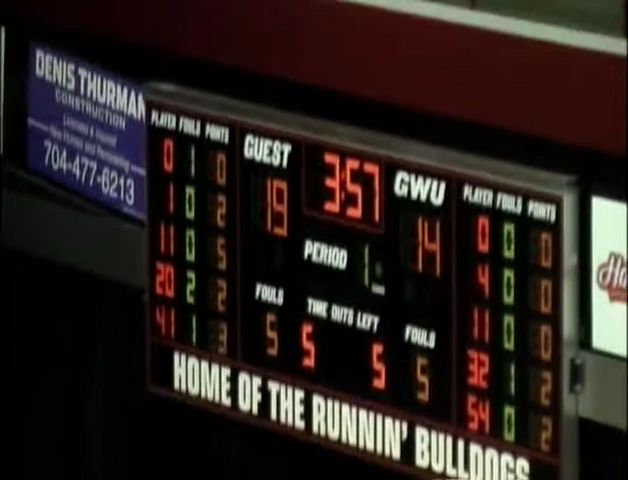 DENIS THURMAN
CONSTRUCTION
704-477-6213
PLAYER FOULS POINTS
0 1 0
1 0 2
11 0 5
20 2 2
41 1 3
GUEST
19
3:57
GWU
14
PERIOD 1
FOULS
5
TIME OUTS LEFT
5 5
FOULS
5
PLAYER FOULS POINTS
0 0 0
4 0 0
11 0 0
32 1 2
54 0 2
HOME OF THE RUNNIN' BULLDOGS